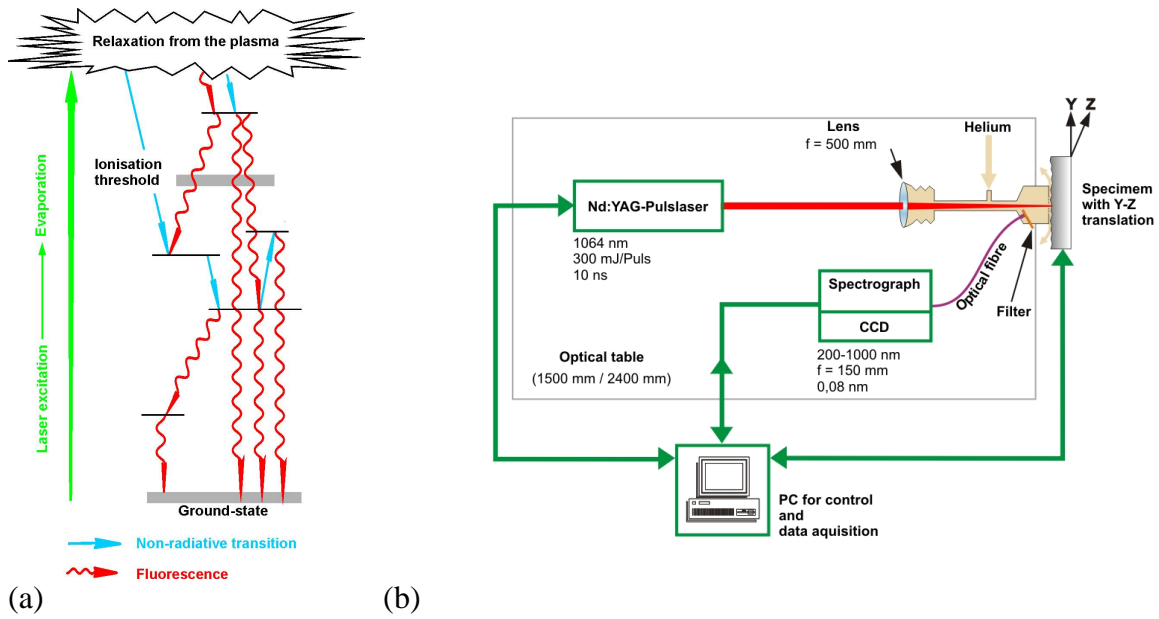 Relaxation from the plasma
Ionisation
threshold
Laser excitation
Evaporation
Ground-state
Non-radiative transition
Fluorescence
(a)
Y Z
Lens
f = 500 mm
Helium
Nd:YAG-Pulslaser
1064 nm
300 mJ/Puls
10 ns
Specimem
with Y-Z
translation
Spectrograph
CCD
Optical fibre
Filter
200-1000 nm
f = 150 mm
0,08 nm
Optical table
(1500 mm / 2400 mm)
PC for control
and
data aquisition
(b)